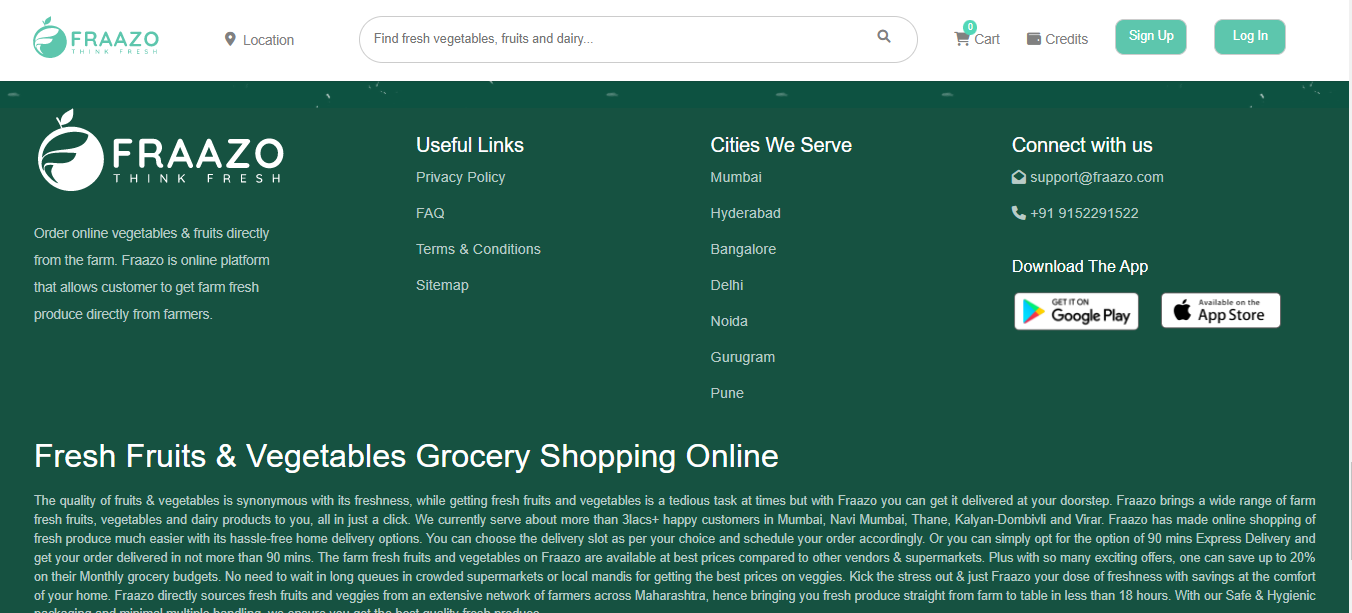 FRAAZO
THINK FRESH
Location
Find fresh vegetables, fruits and dairy...
0
Cart
Credits
Sign Up
Log In
FRAAZO
THINK FRESH
Order online vegetables & fruits directly
from the farm. Fraazo is online platform
that allows customer to get farm fresh
produce directly from farmers.
Useful Links
Privacy Policy
FAQ
Terms & Conditions
Sitemap
Cities We Serve
Mumbai
Hyderabad
Bangalore
Delhi
Noida
Gurugram
Pune
Connect with us
support@fraazo.com
+91 9152291522
Download The App
GET IT ON
Google Play
Available on the
App Store
Fresh Fruits & Vegetables Grocery Shopping Online
The quality of fruits & vegetables is synonymous with its freshness, while getting fresh fruits and vegetables is a tedious task at times but with Fraazo you can get it delivered at your doorstep. Fraazo brings a wide range of farm
fresh fruits, vegetables and dairy products to you, all in just a click. We currently serve about more than 3lacs+ happy customers in Mumbai, Navi Mumbai, Thane, Kalyan-Dombivli and Virar. Fraazo has made online shopping of
fresh produce much easier with its hassle-free home delivery options. You can choose the delivery slot as per your choice and schedule your order accordingly. Or you can simply opt for the option of 90 mins Express Delivery and
get your order delivered in not more than 90 mins. The farm fresh fruits and vegetables on Fraazo are available at best prices compared to other vendors & supermarkets. Plus with so many exciting offers, one can save up to 20%
on their Monthly grocery budgets. No need to wait in long queues in crowded supermarkets or local mandis for getting the best prices on veggies. Kick the stress out & just Fraazo your dose of freshness with savings at the comfort
of your home. Fraazo directly sources fresh fruits and veggies from an extensive network of farmers across Maharashtra, hence bringing you fresh produce straight from farm to table in less than 18 hours. With our Safe & Hygienic
packaging and minimal multiple handling, we ensure you get the best quality fresh produce.